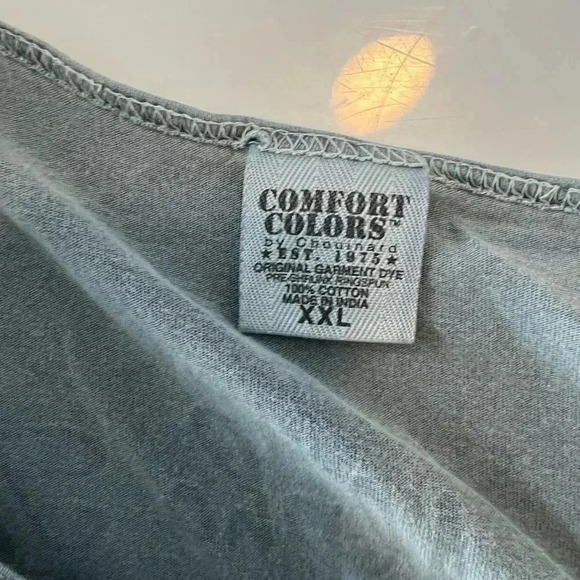 COMFORT
COLORS™
by Chouinard
★ EST. 1975 ★
ORIGINAL GARMENT DYE
PRE-SHRUNK RINGSPUN
100% COTTON
MADE IN INDIA
XXL